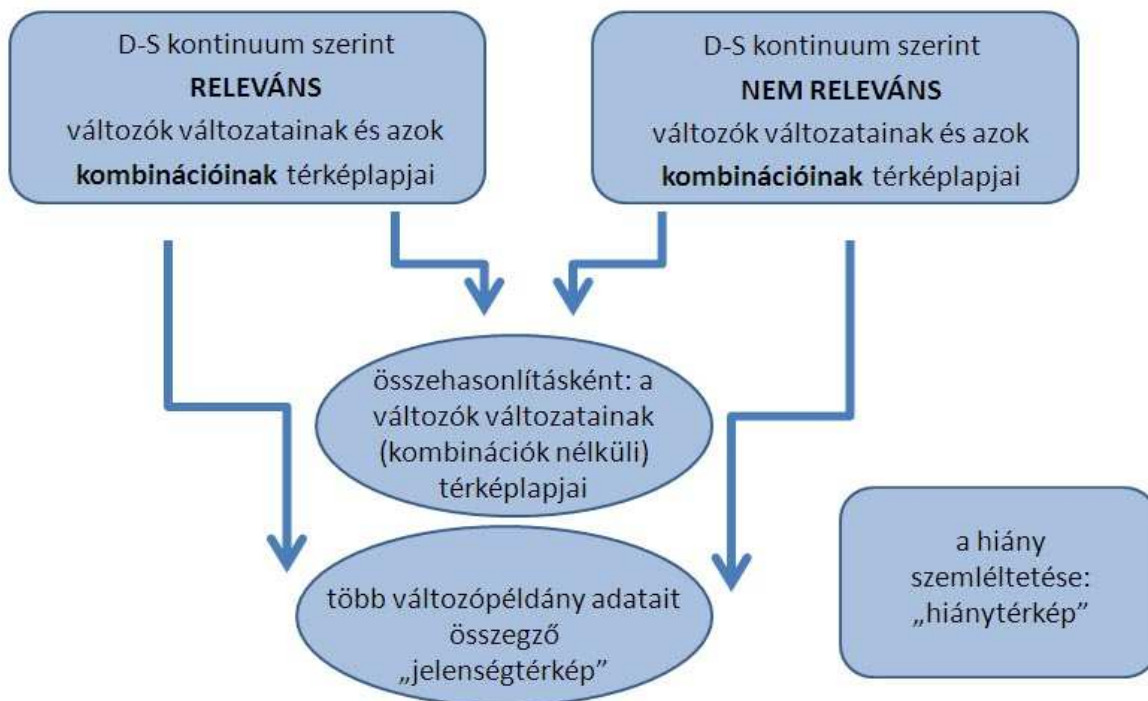 D-S kontinuum szerint
RELEVÁNS
változók változatainak és azok
kombinációinak térképlapjai
D-S kontinuum szerint
NEM RELEVÁNS
változók változatainak és azok
kombinációinak térképlapjai
összehasonlításként: a
változók változatainak
(kombinációk nélküli)
térképlapjai
több változópéldány adatait
összegző
„jelenségtérkép”
a hiány
szemléltetése:
„hiánytérkép”